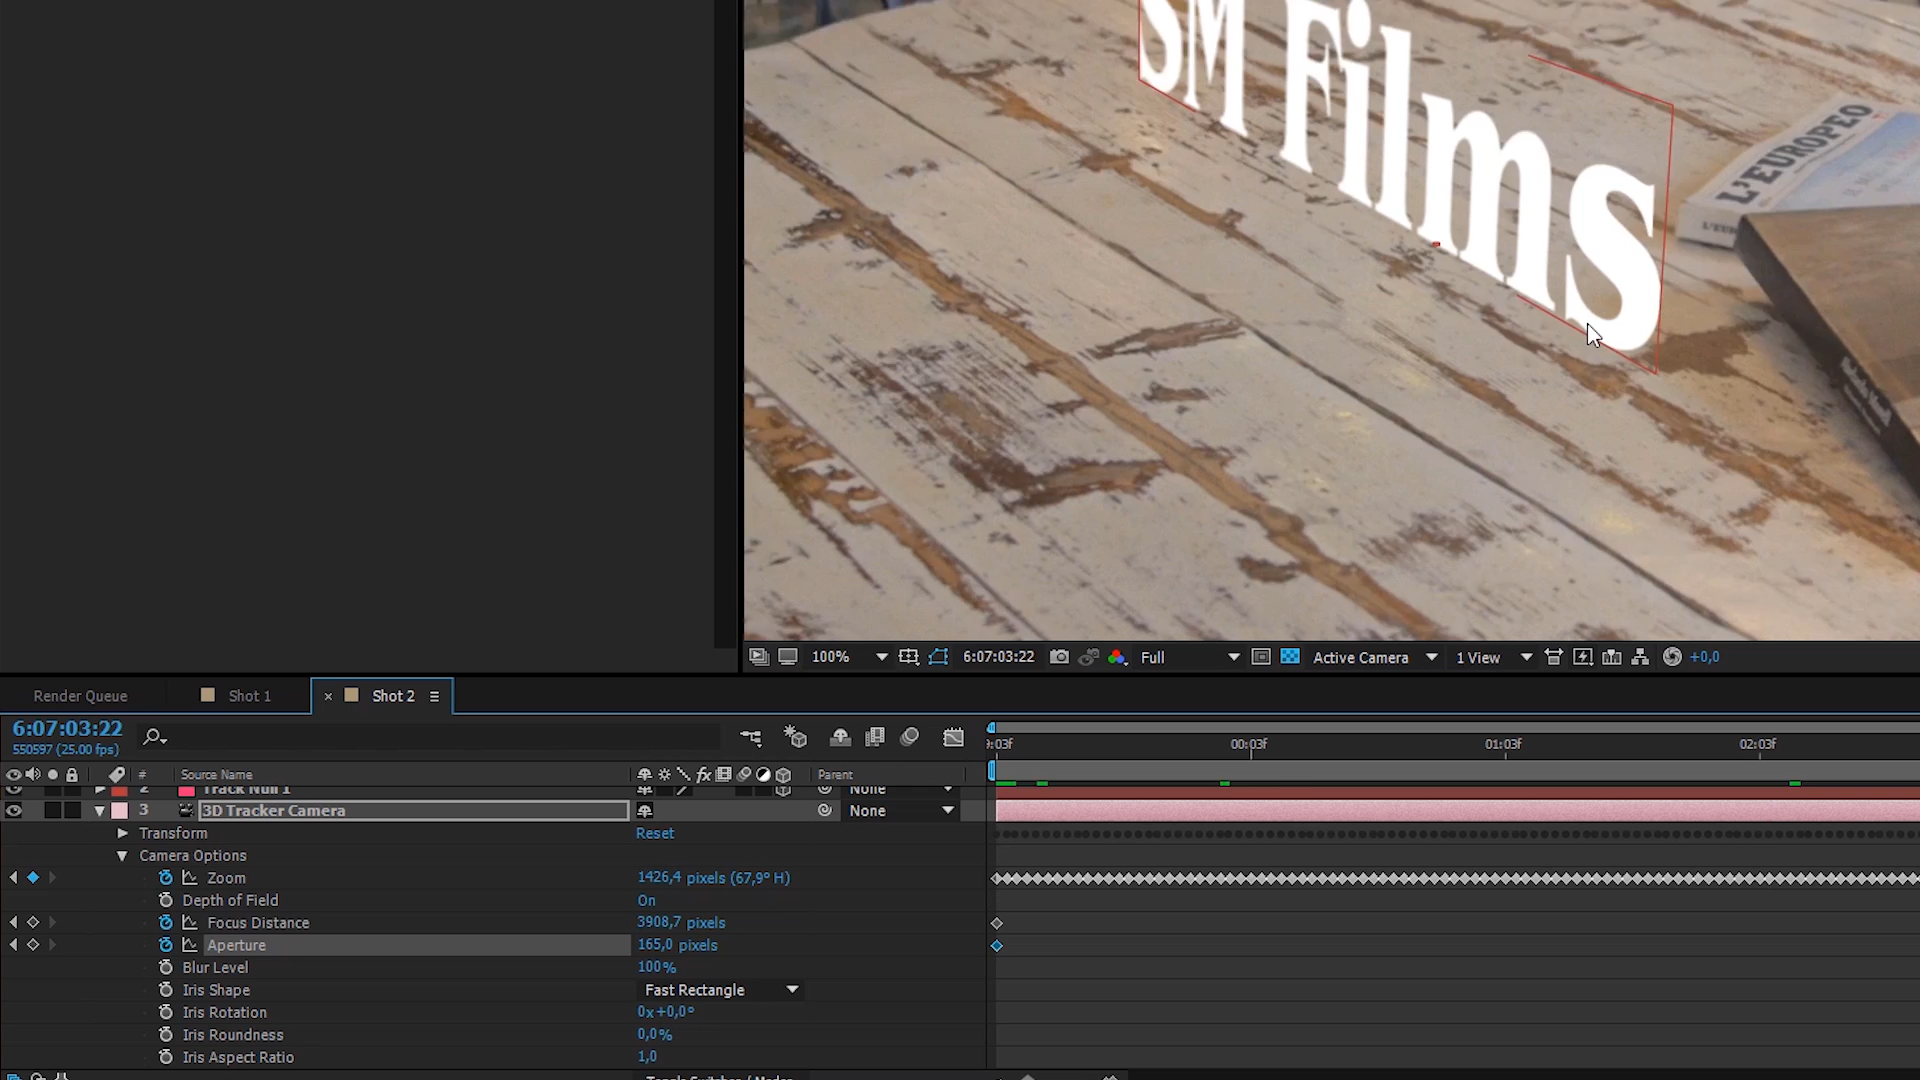 SM Films
L'EUROPEO
100%
6:07:03:22
Full
Active Camera
1 View
+0,0
Render Queue
Shot 1
× Shot 2
6:07:03:22
550597 (25.00 fps)
00:03f
01:03f
02:03f
# Source Name
fx
Parent
2 Track Null 1
None
3 3D Tracker Camera
None
Transform
Reset
Camera Options
Zoom
1426,4 pixels (67,9° H)
Depth of Field
On
Focus Distance
3908,7 pixels
Aperture
165,0 pixels
Blur Level
100%
Iris Shape
Fast Rectangle
Iris Rotation
0x+0,0°
Iris Roundness
0,0%
Iris Aspect Ratio
1,0